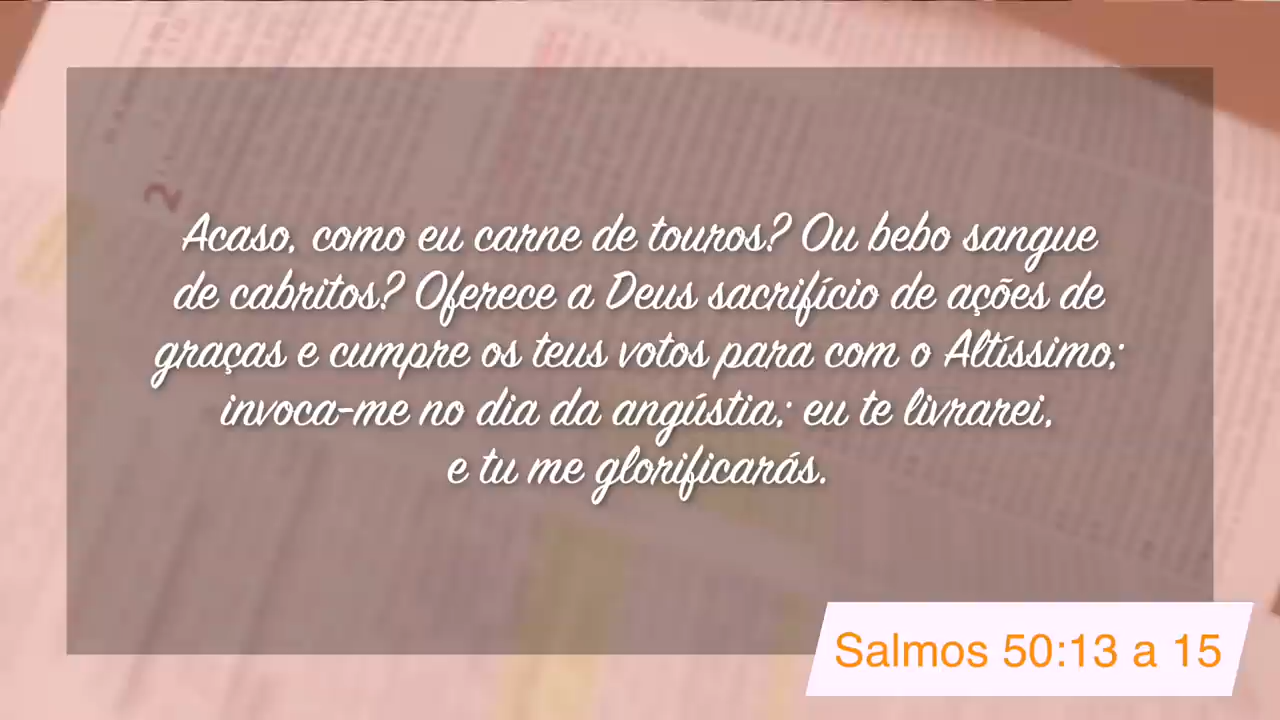 Acaso, como eu carne de touros? Ou bebo sangue
de cabritos? Oferece a Deus sacrifício de ações de
graças e cumpre os teus votos para com o Altíssimo;
invoca-me no dia da angústia; eu te livrarei,
e tu me glorificarás.
Salmos 50:13 a 15
2